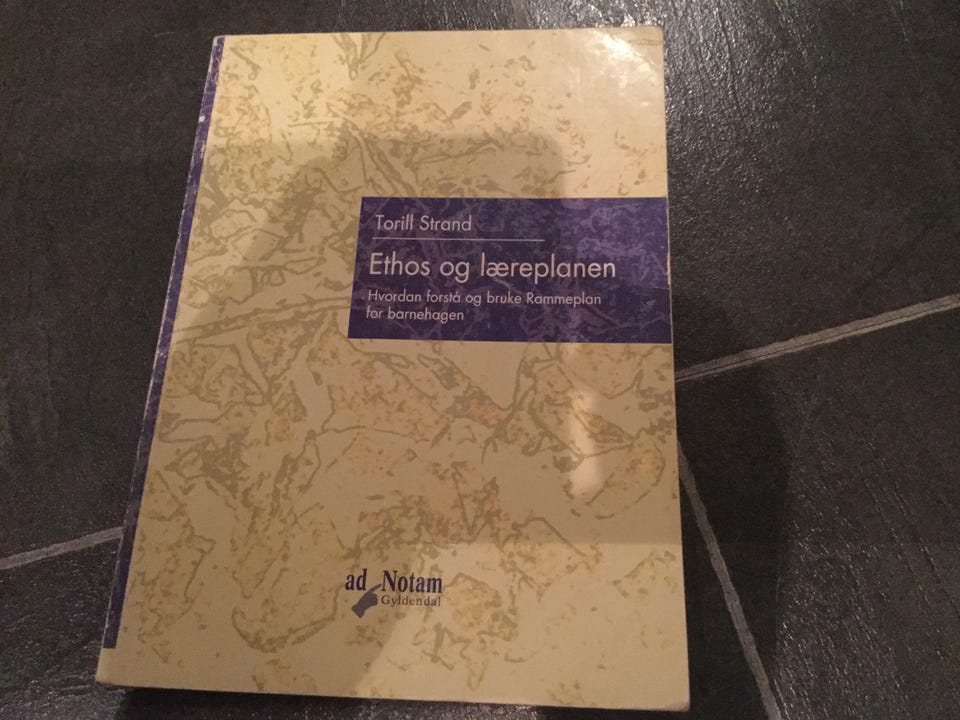 Torill Strand
Ethos og læreplanen
Hvordan forstå og bruke Rammeplan
for barnehagen
ad Notam
Gyldendal